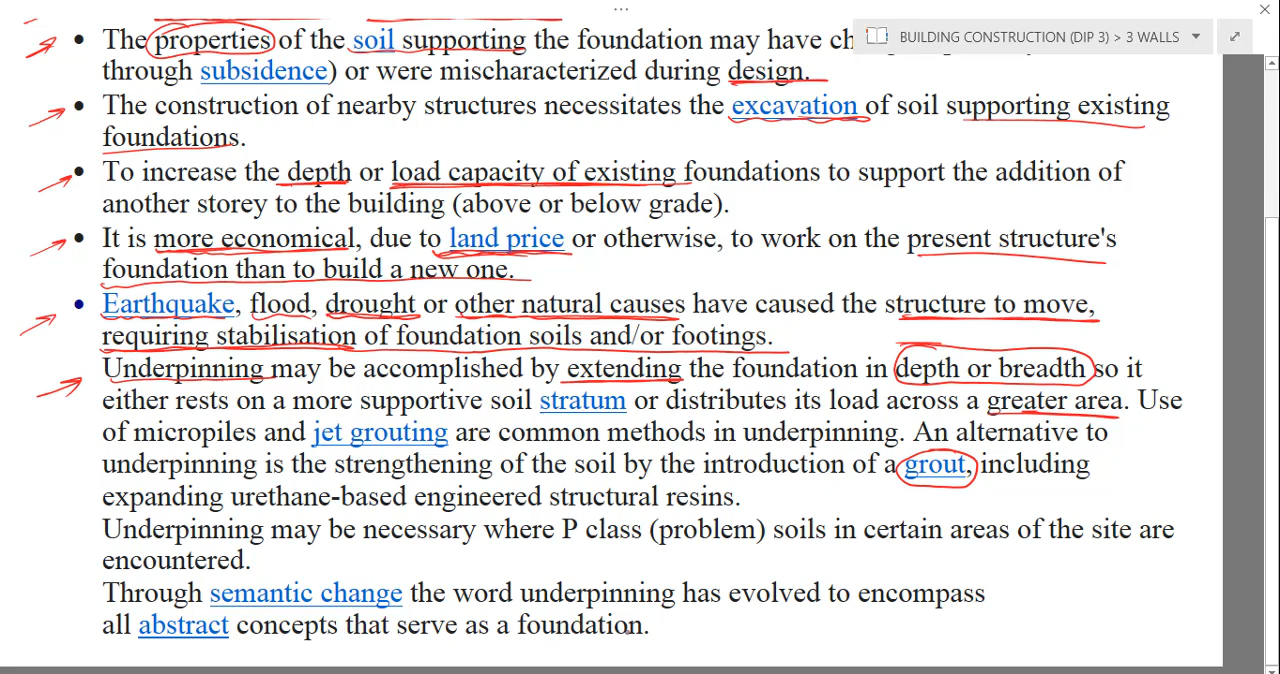 ...
• The properties of the soil supporting the foundation may have ch
BUILDING CONSTRUCTION (DIP 3) > 3 WALLS
through subsidence) or were mischaracterized during design.
• The construction of nearby structures necessitates the excavation of soil supporting existing
foundations.
• To increase the depth or load capacity of existing foundations to support the addition of
another storey to the building (above or below grade).
• It is more economical, due to land price or otherwise, to work on the present structure's
foundation than to build a new one.
• Earthquake, flood, drought or other natural causes have caused the structure to move,
requiring stabilisation of foundation soils and/or footings.
Underpinning may be accomplished by extending the foundation in depth or breadth so it
either rests on a more supportive soil stratum or distributes its load across a greater area. Use
of micropiles and jet grouting are common methods in underpinning. An alternative to
underpinning is the strengthening of the soil by the introduction of a grout, including
expanding urethane-based engineered structural resins.
Underpinning may be necessary where P class (problem) soils in certain areas of the site are
encountered.
Through semantic change the word underpinning has evolved to encompass
all abstract concepts that serve as a foundation.